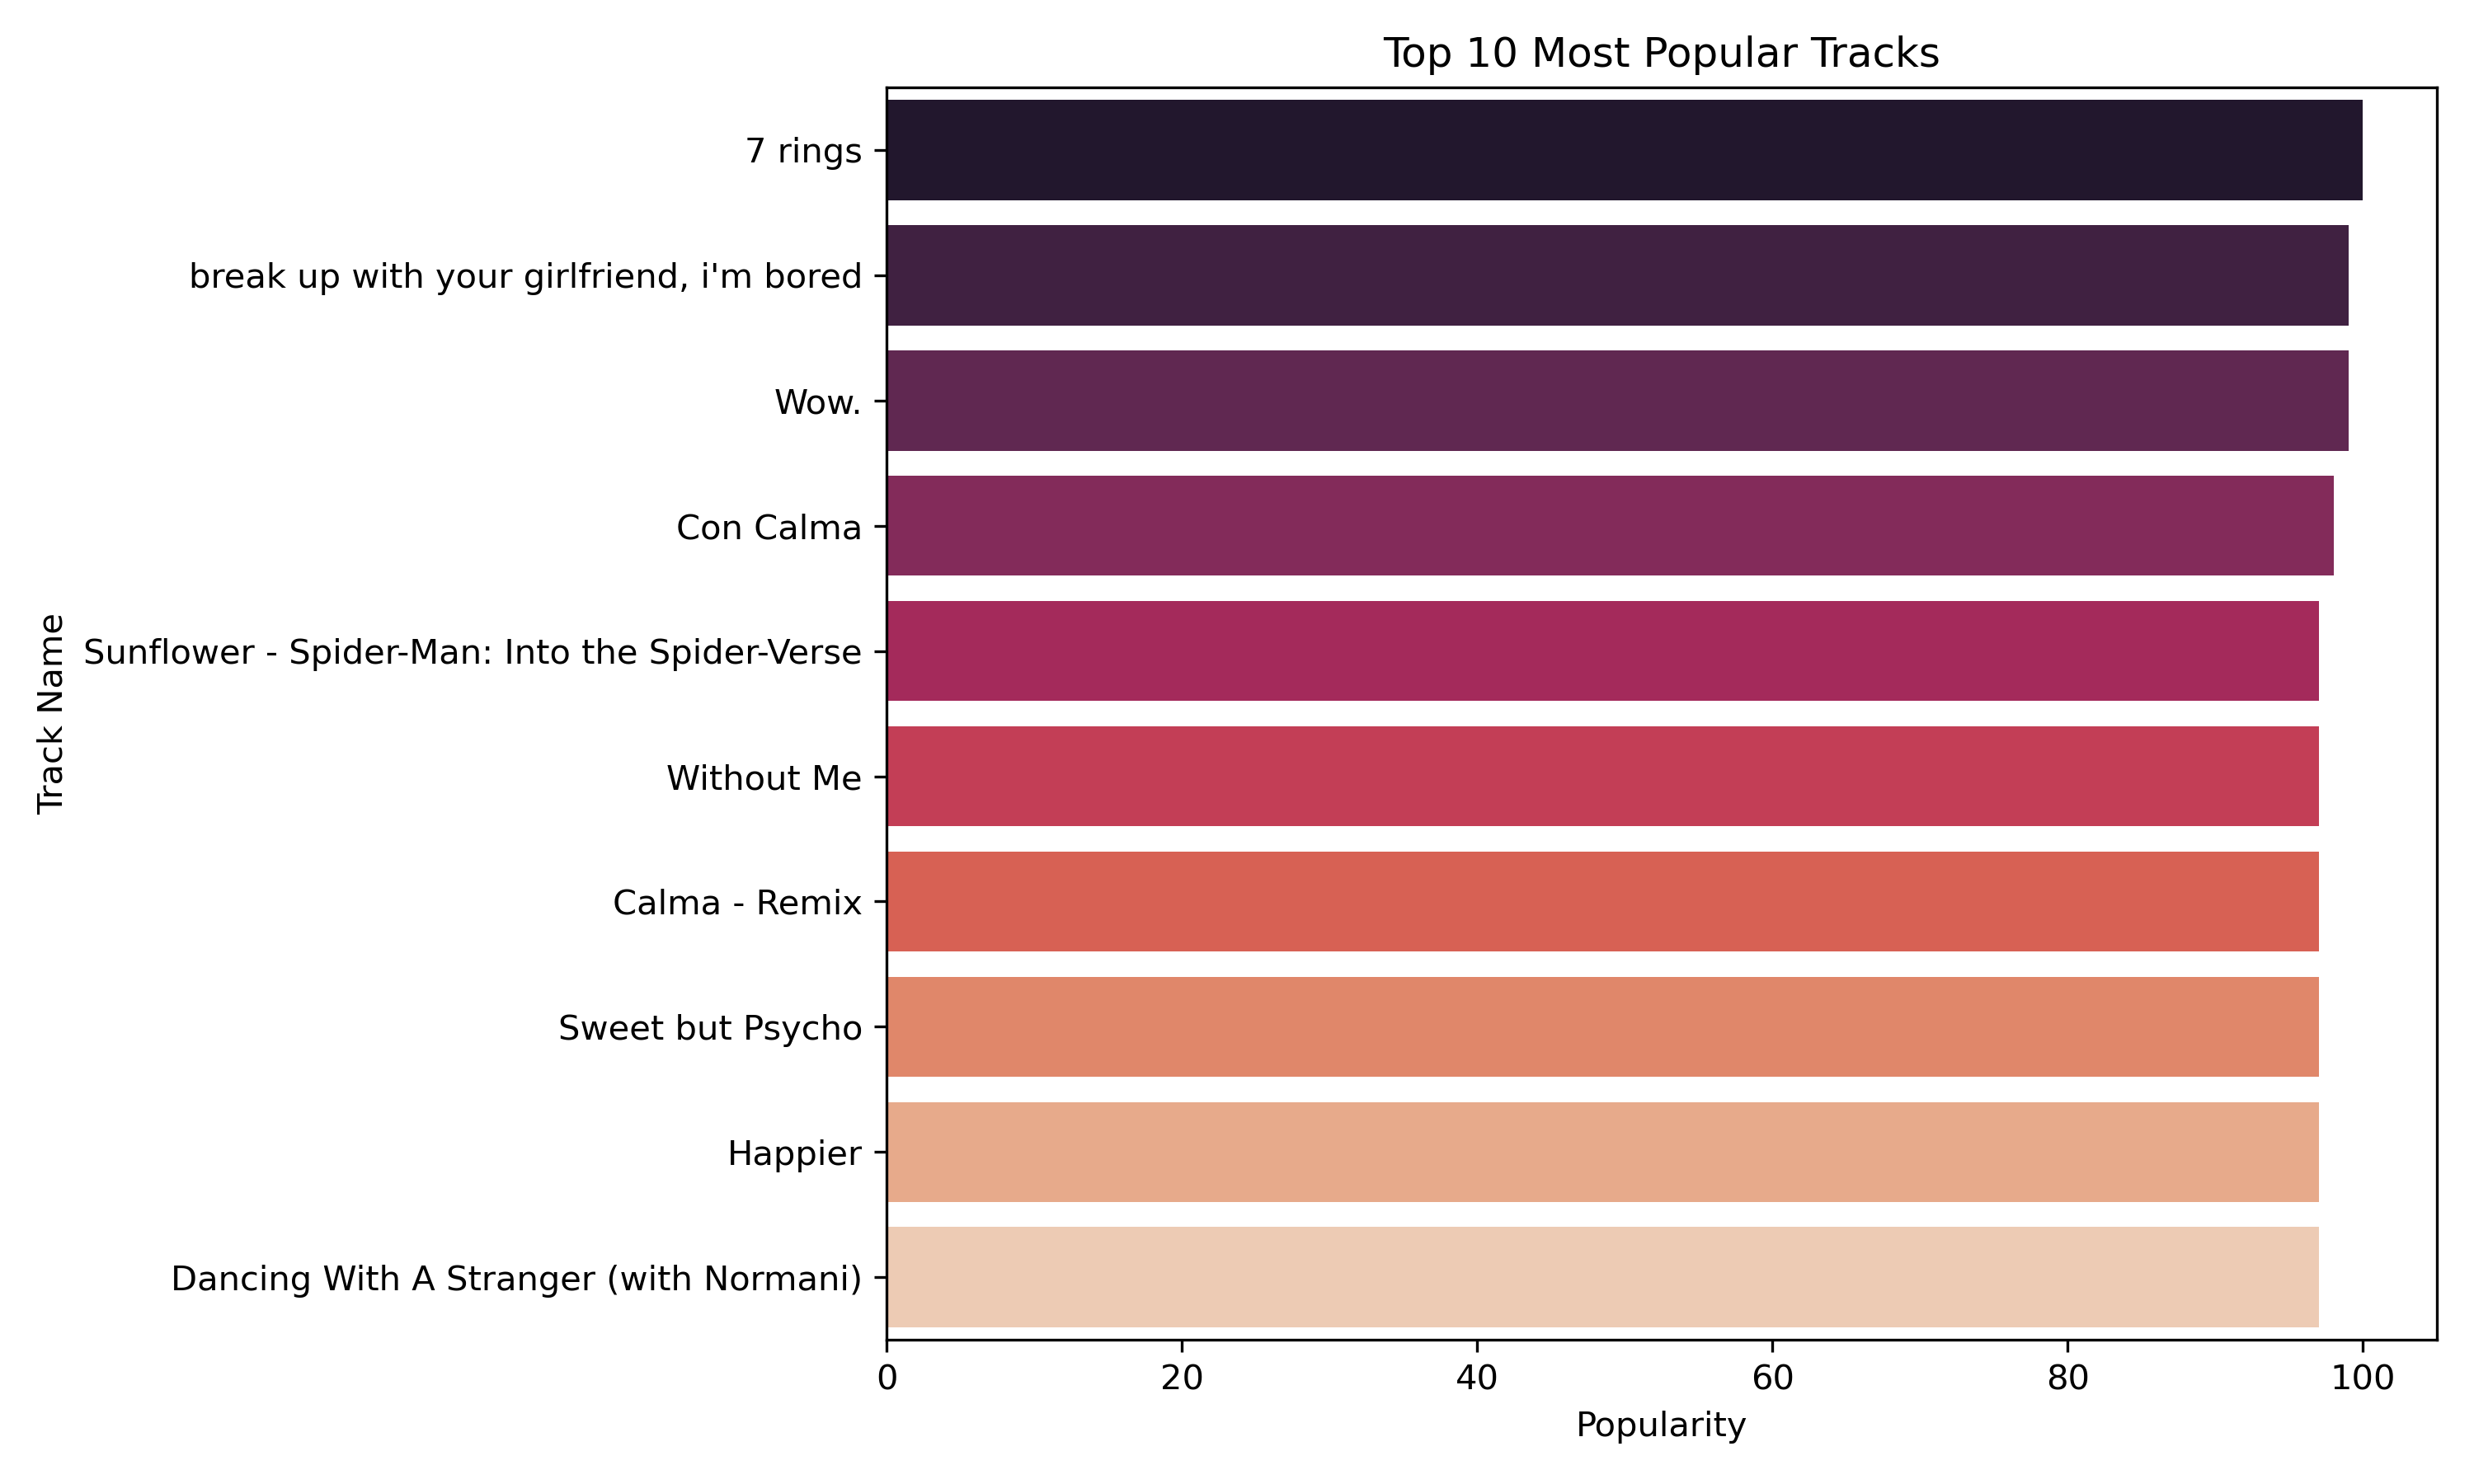 Top 10 Most Popular Tracks
7 rings
break up with your girlfriend, i'm bored
Wow.
Con Calma
Sunflower - Spider-Man: Into the Spider-Verse
Without Me
Calma - Remix
Sweet but Psycho
Happier
Dancing With A Stranger (with Normani)
Track Name
0 20 40 60 80 100
Popularity